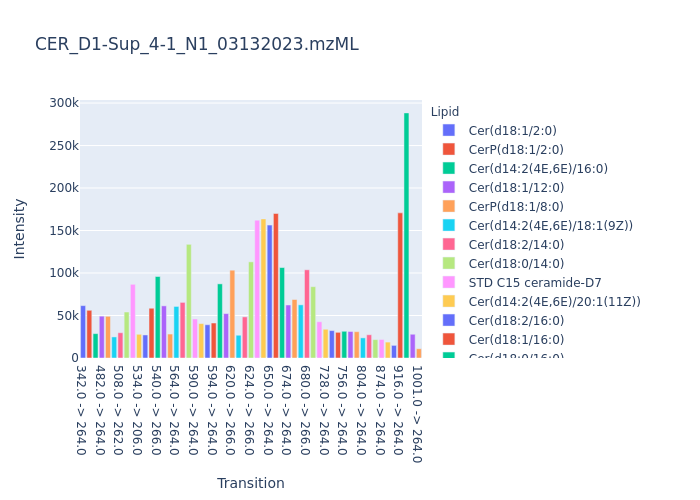 CER_D1-Sup_4-1_N1_03132023.mzML
300k
250k
200k
150k
100k
50k
0
Intensity
342.0 -> 264.0
482.0 -> 264.0
508.0 -> 262.0
534.0 -> 206.0
540.0 -> 266.0
564.0 -> 264.0
590.0 -> 264.0
594.0 -> 264.0
620.0 -> 266.0
624.0 -> 266.0
650.0 -> 264.0
674.0 -> 264.0
680.0 -> 264.0
728.0 -> 264.0
756.0 -> 264.0
804.0 -> 264.0
874.0 -> 264.0
916.0 -> 264.0
1001.0 -> 264.0
Transition
Lipid
Cer(d18:1/2:0)
CerP(d18:1/2:0)
Cer(d14:2(4E,6E)/16:0)
Cer(d18:1/12:0)
CerP(d18:1/8:0)
Cer(d14:2(4E,6E)/18:1(9Z))
Cer(d18:2/14:0)
Cer(d18:0/14:0)
STD C15 ceramide-D7
Cer(d14:2(4E,6E)/20:1(11Z))
Cer(d18:2/16:0)
Cer(d18:1/16:0)
Cer(d18:0/16:0)